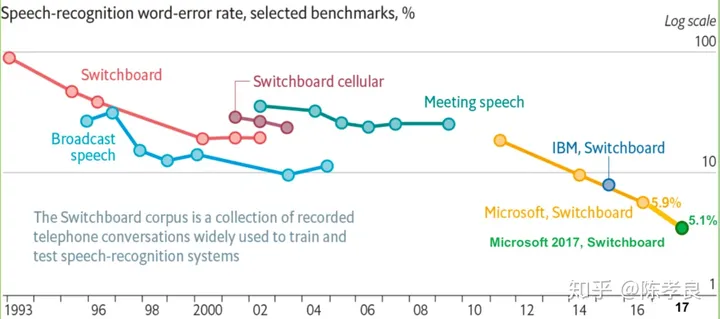 Speech-recognition word-error rate, selected benchmarks, %
Log scale
100
Switchboard
Switchboard cellular
Meeting speech
Broadcast
speech
IBM, Switchboard
10
5.9%
Microsoft, Switchboard
5.1%
The Switchboard corpus is a collection of recorded
telephone conversations widely used to train and
test speech-recognition systems
Microsoft 2017, Switchboard
知乎 @陈孝良
1
1993 96 98 2000 02 04 06 08 10 12 14 16 17